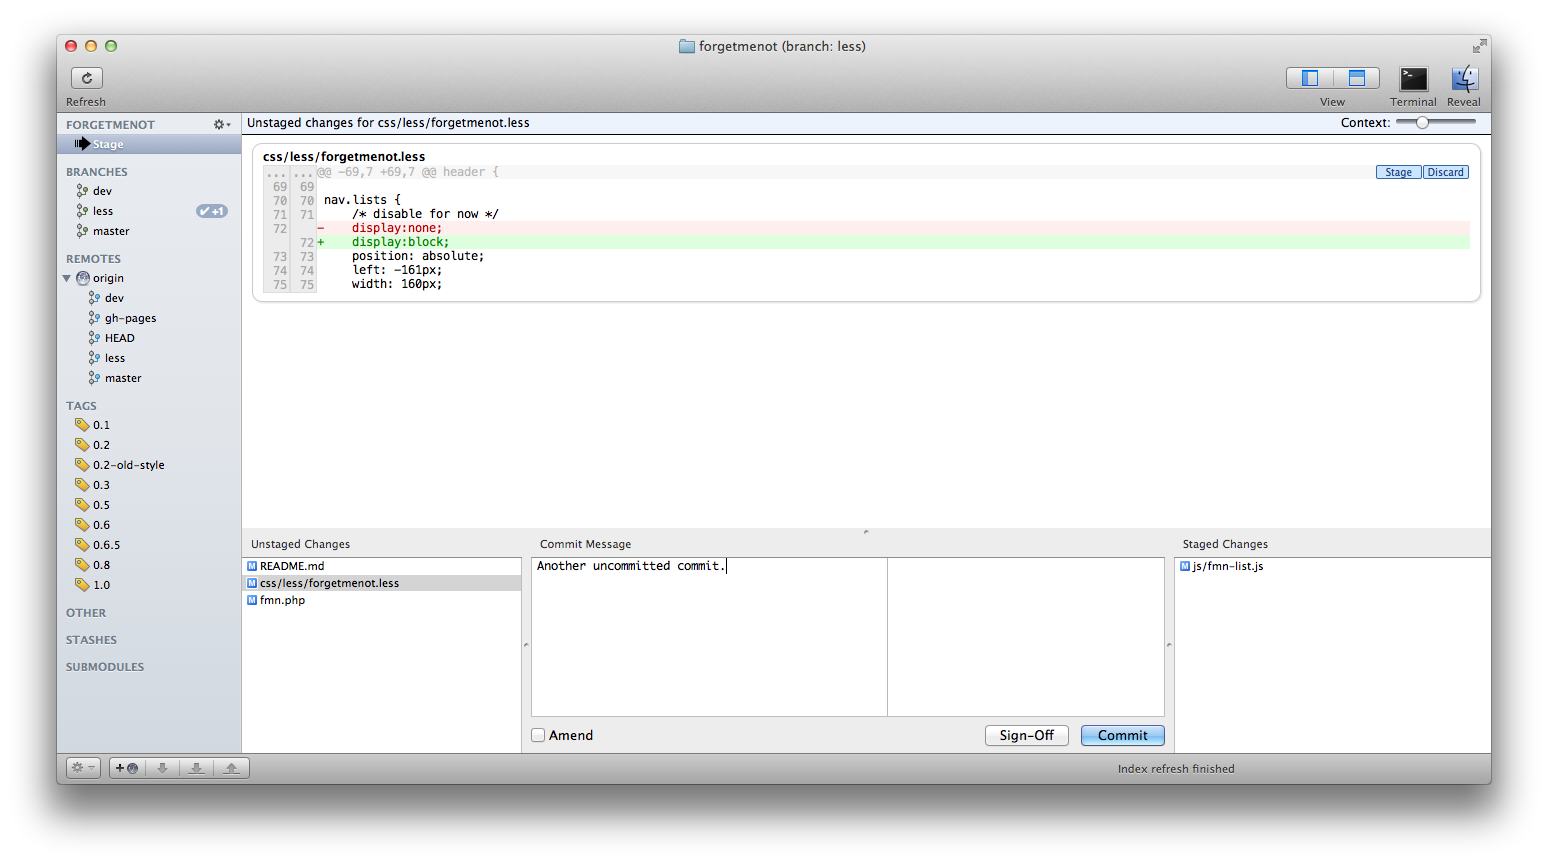 forgetmenot (branch: less)
Refresh
View
Terminal
Reveal
FORGETMENOT
Stage
BRANCHES
dev
less
+1
master
REMOTES
origin
dev
gh-pages
HEAD
less
master
TAGS
0.1
0.2
0.2-old-style
0.3
0.5
0.6
0.6.5
0.8
1.0
OTHER
STASHES
SUBMODULES
Unstaged changes for css/less/forgetmenot.less
Context:
css/less/forgetmenot.less
... ... @@ -69,7 +69,7 @@ header {
Stage Discard
69 69
70 70 nav.lists {
71 71 /* disable for now */
72 - display:none;
72 + display:block;
73 73 position: absolute;
74 74 left: -161px;
75 75 width: 160px;
Unstaged Changes
M README.md
M css/less/forgetmenot.less
M fmn.php
Commit Message
Another uncommitted commit.
Amend
Sign-Off
Commit
Staged Changes
M js/fmn-list.js
Index refresh finished